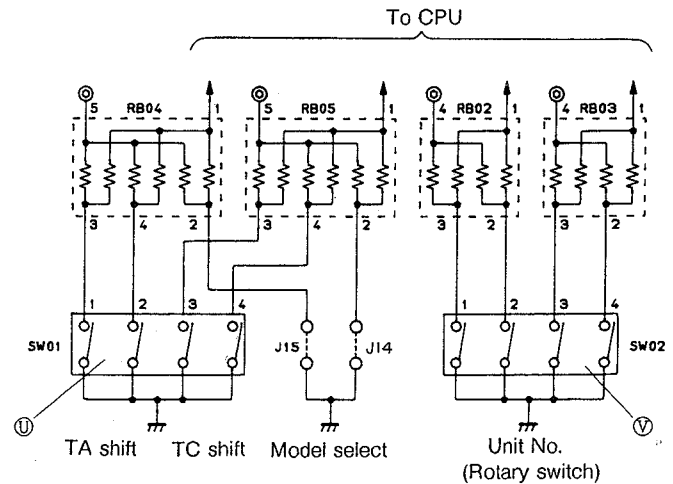 To CPU
5 RB04 1 5 RB05 1 4 RB02 1 4 RB03 1
3 4 2 3 4 2 3 2 3 2
1 2 3 4 1 2 3 4
SW01 J15 J14 SW02
Ⓤ Ⓥ
TA shift TC shift Model select Unit No.
(Rotary switch)